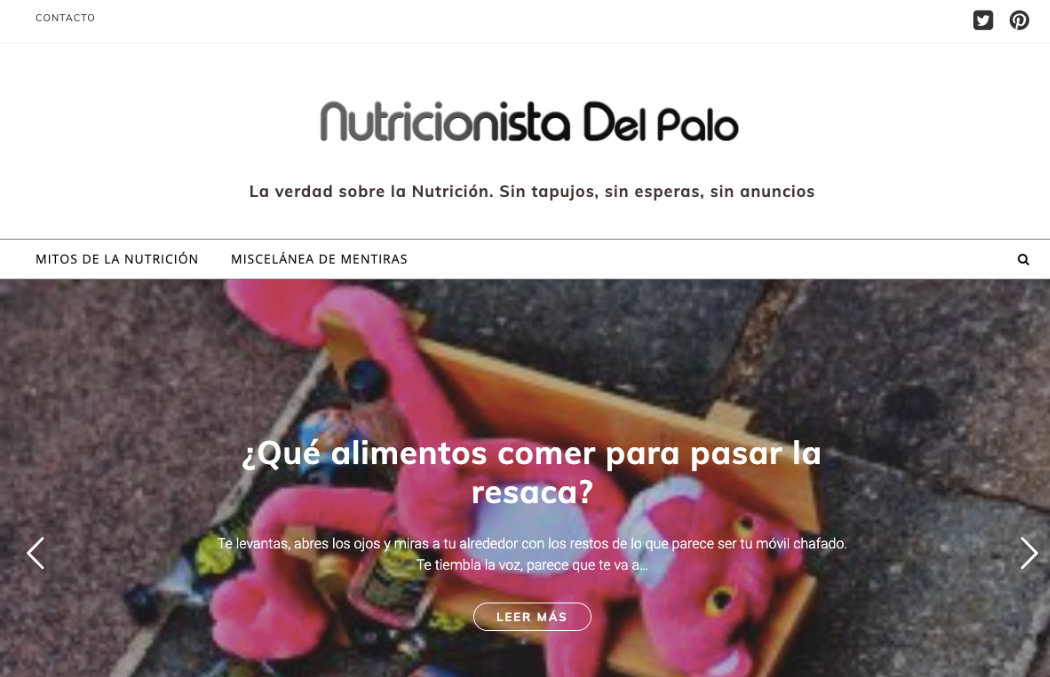 CONTACTO
Nutricionista Del Palo
La verdad sobre la Nutrición. Sin tapujos, sin esperas, sin anuncios
MITOS DE LA NUTRICIÓN
MISCELÁNEA DE MENTIRAS
¿Qué alimentos comer para pasar la
resaca?
Te levantas, abres los ojos y miras a tu alrededor con los restos de lo que parece ser tu móvil chafado.
Te tiembla la voz, parece que te va a...
LEER MÁS